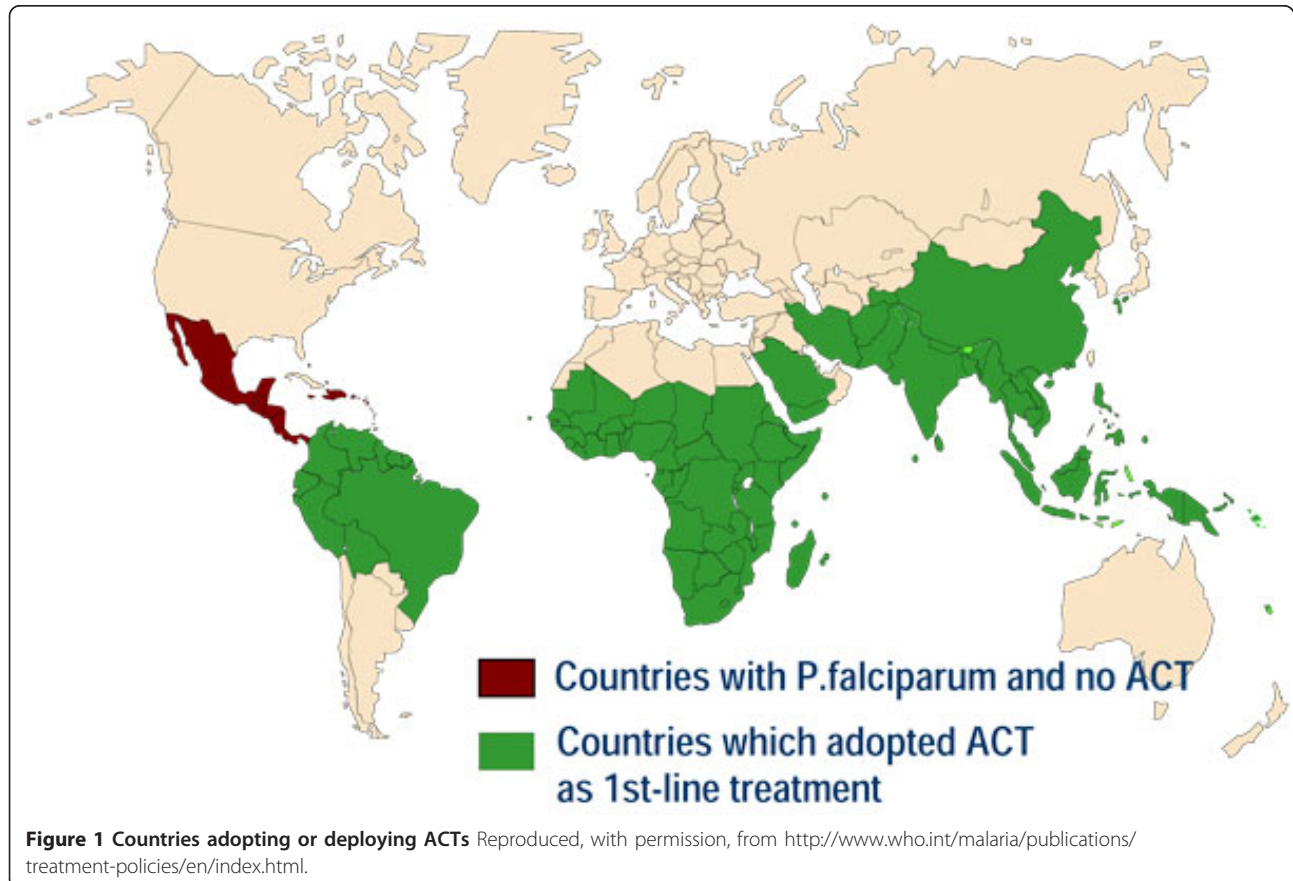 Countries with P.falciparum and no ACT
Countries which adopted ACT
as 1st-line treatment
Figure 1 Countries adopting or deploying ACTs Reproduced, with permission, from http://www.who.int/malaria/publications/
treatment-policies/en/index.html.